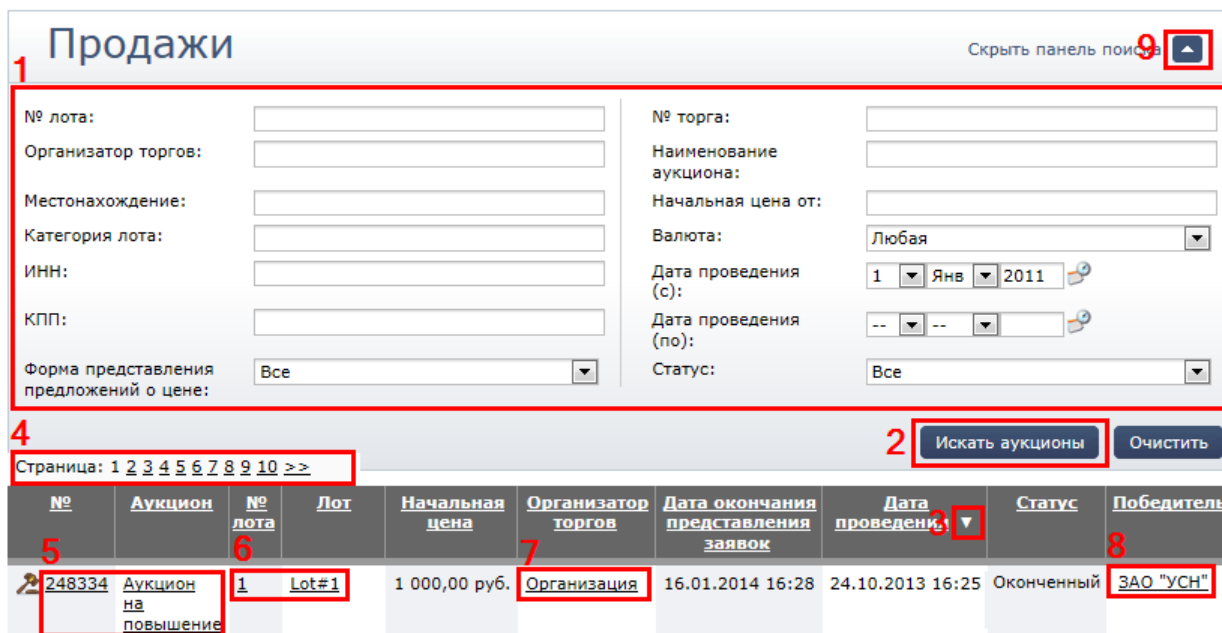 Продажи
Скрыть панель поиска 9
1
№ лота:
№ торга:
Организатор торгов:
Наименование
аукциона:
Местонахождение:
Начальная цена от:
Категория лота:
Валюта: Любая
ИНН:
Дата проведения
(с): 1 Янв 2011
КПП:
Дата проведения
(по): -- --
Форма представления
предложений о цене: Все
Статус: Все
4
2 Искать аукционы Очистить
Страница: 1 2 3 4 5 6 7 8 9 10 >>
№ Аукцион № лота Лот Начальная цена Организатор торгов Дата окончания представления заявок Дата проведения 3 ▼ Статус Победитель
5 6 7 8
248334 Аукцион на повышение 1 Lot#1 1 000,00 руб. Организация 16.01.2014 16:28 24.10.2013 16:25 Оконченный ЗАО "УСН"